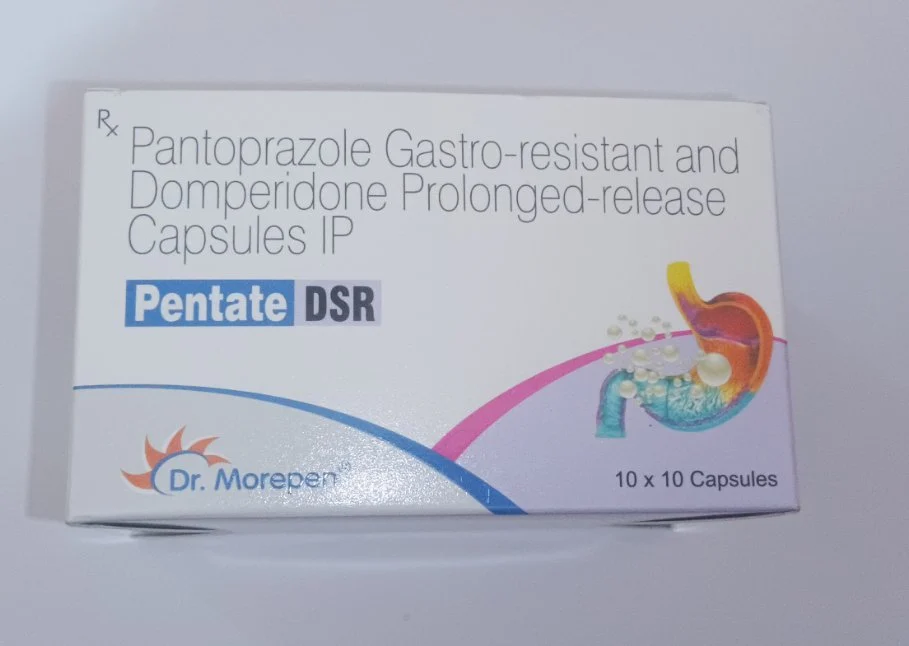 Rx
Pantoprazole Gastro-resistant and
Domperidone Prolonged-release
Capsules IP
Pentate DSR
Dr. Morepen
10 x 10 Capsules